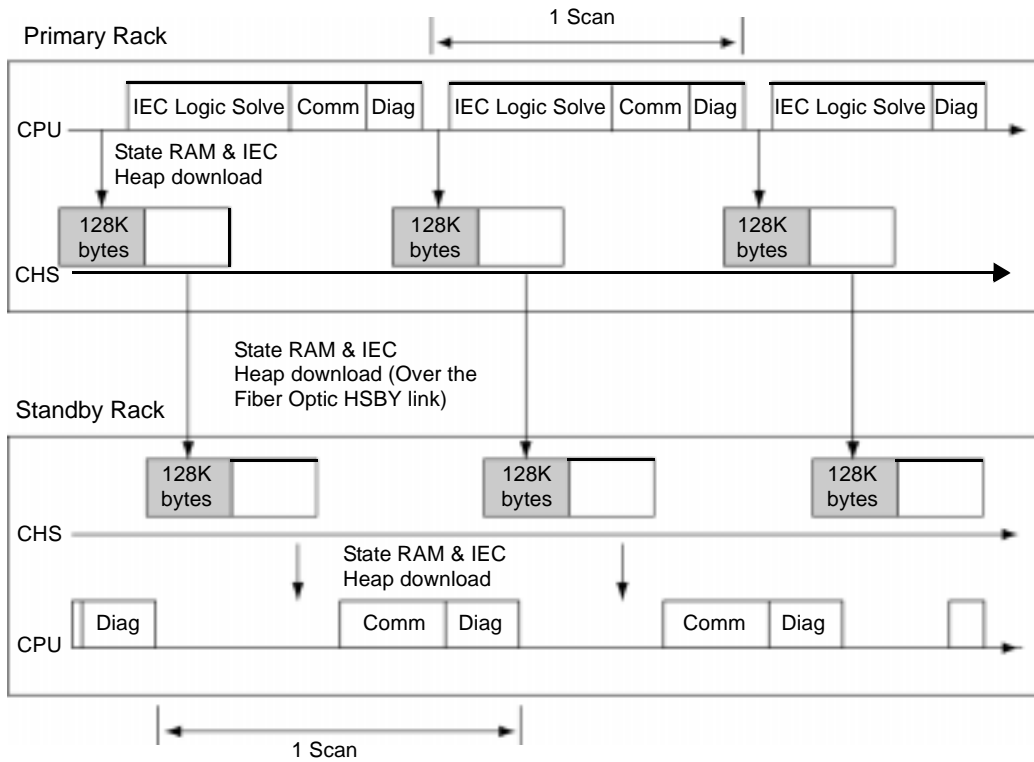 1 Scan
Primary Rack
IEC Logic Solve Comm Diag IEC Logic Solve Comm Diag IEC Logic Solve Diag
CPU
State RAM & IEC
Heap download
128K 128K 128K
bytes bytes bytes
CHS
State RAM & IEC
Heap download (Over the
Fiber Optic HSBY link)
Standby Rack
128K 128K 128K
bytes bytes bytes
CHS
State RAM & IEC
Heap download
Diag Comm Diag Comm Diag
CPU
1 Scan